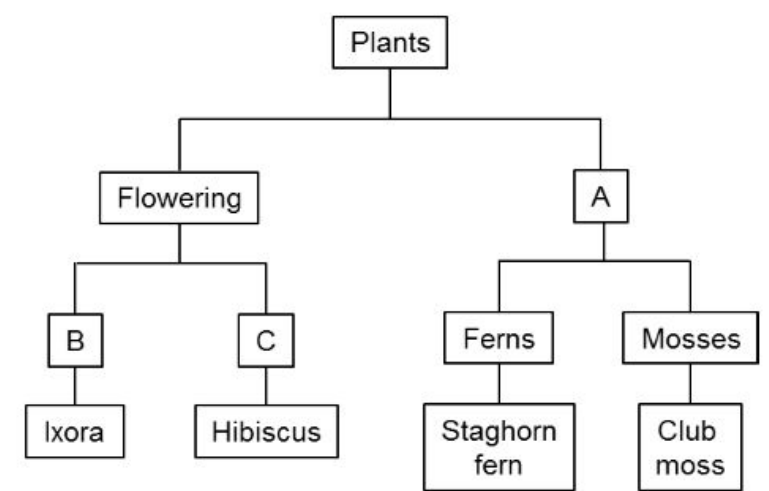 Plants
Flowering
A
B
C
Ferns
Mosses
Ixora
Hibiscus
Staghorn
fern
Club
moss